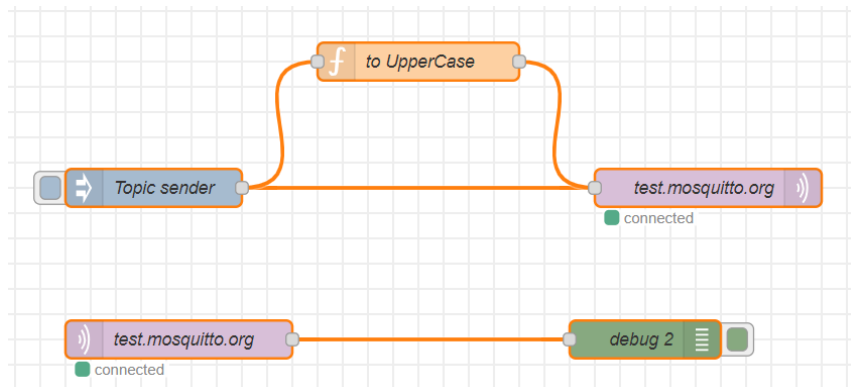 to UpperCase
Topic sender
test.mosquitto.org
connected
test.mosquitto.org
debug 2
connected